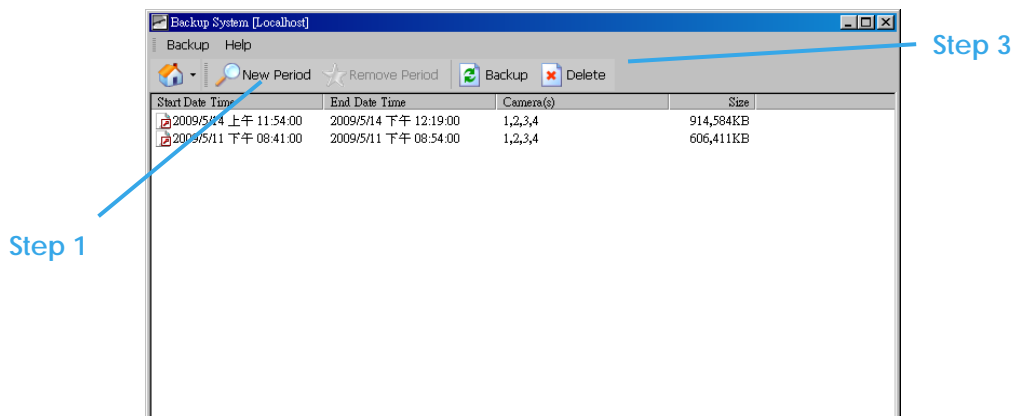 Backup System [Localhost]
Backup Help
Step 3
New Period Remove Period Backup Delete
Start Date Time End Date Time Camera(s) Size
2009/5/14 上午 11:54:00 2009/5/14 下午 12:19:00 1,2,3,4 914,584KB
2009/5/11 下午 08:41:00 2009/5/11 下午 08:54:00 1,2,3,4 606,411KB
Step 1